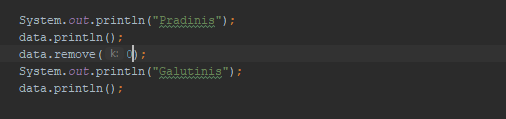 System.out.println("Pradinis");
data.println();
data.remove( k: 0);
System.out.println("Galutinis");
data.println();